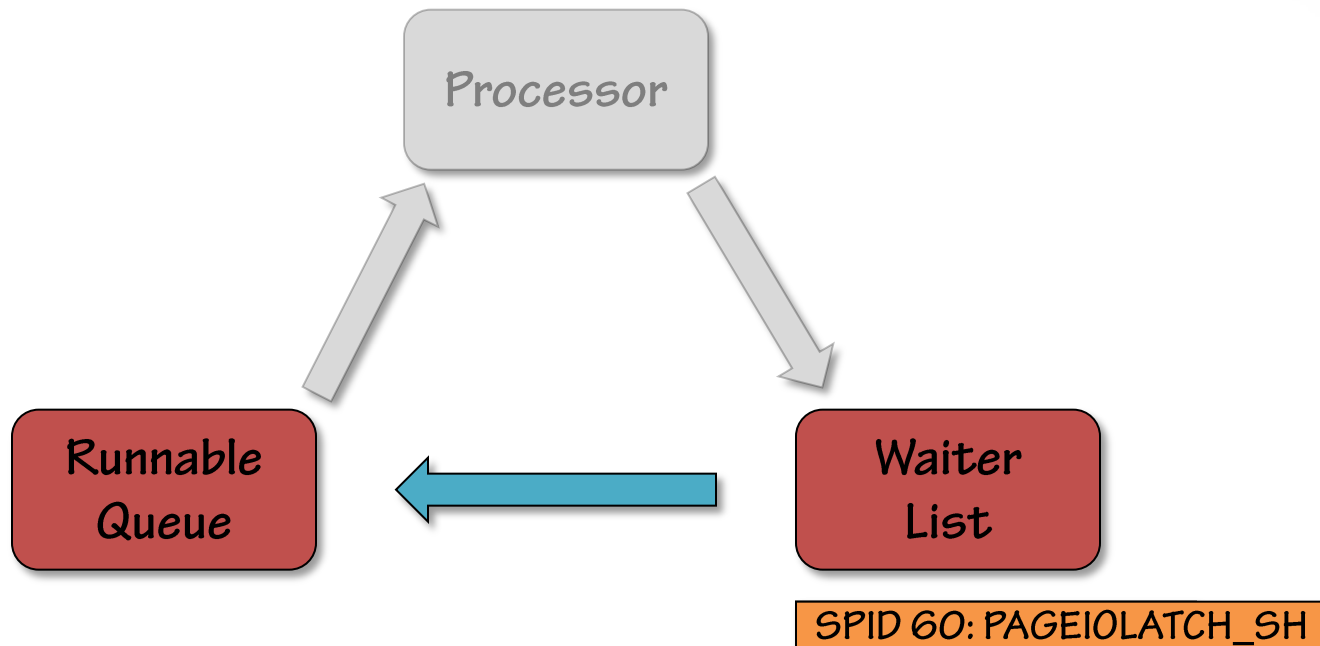 Processor
Runnable
Queue
Waiter
List
SPID 60: PAGEIOLATCH_SH